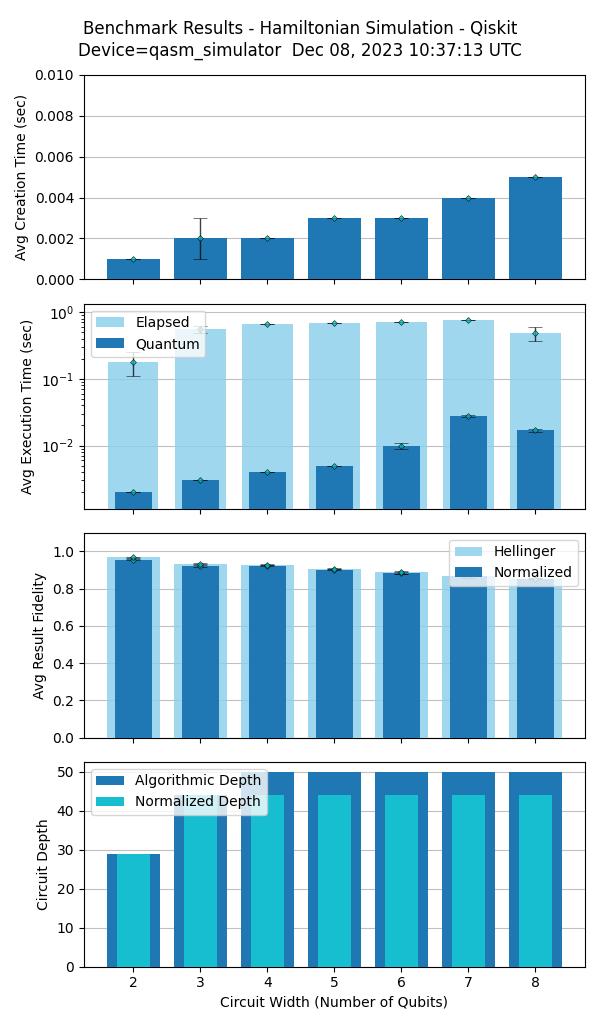 Benchmark Results - Hamiltonian Simulation - Qiskit
Device=qasm_simulator  Dec 08, 2023 10:37:13 UTC
Avg Creation Time (sec)
0.010
0.008
0.006
0.004
0.002
0.000
Avg Execution Time (sec)
10⁰
10⁻¹
10⁻²
Elapsed
Quantum
Avg Result Fidelity
1.0
0.8
0.6
0.4
0.2
0.0
Hellinger
Normalized
Circuit Depth
50
40
30
20
10
0
Algorithmic Depth
Normalized Depth
2 3 4 5 6 7 8
Circuit Width (Number of Qubits)